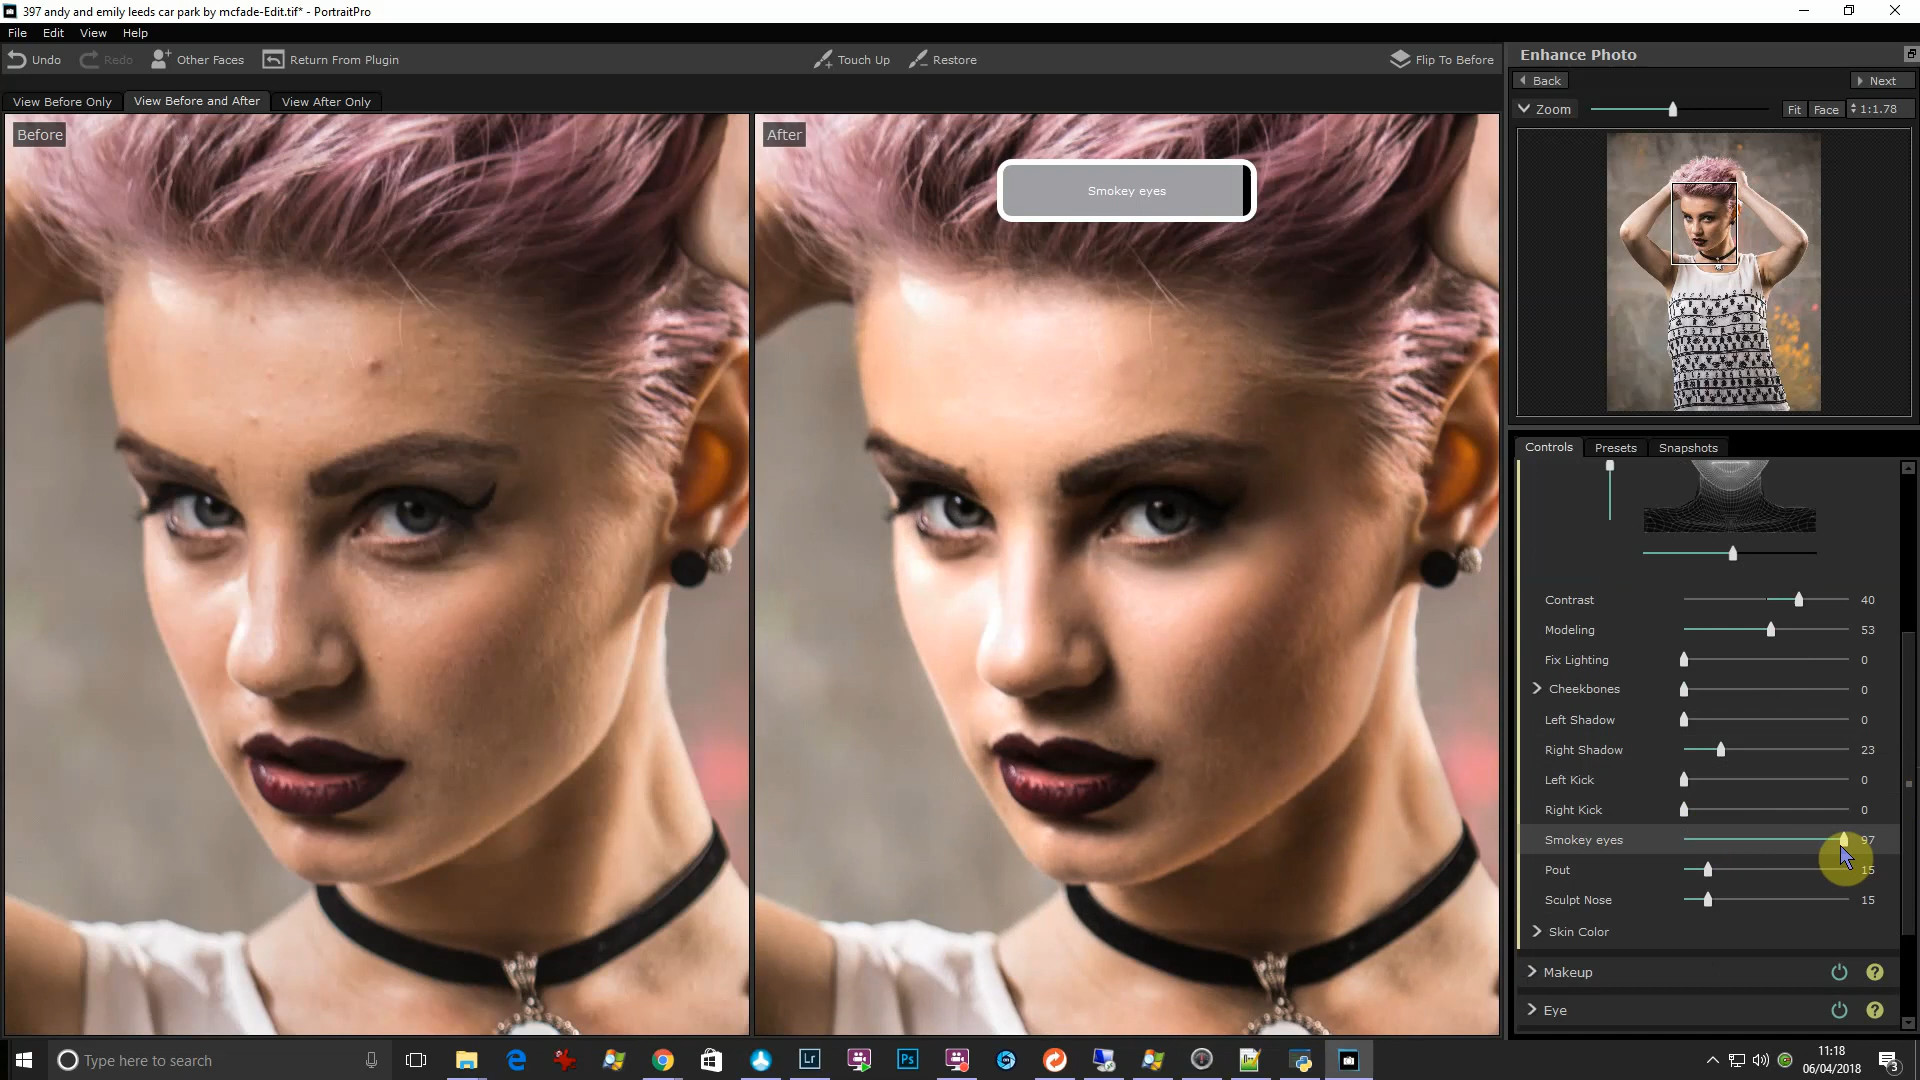 397 andy and emily leeds car park by mcfade-Edit.tif* - PortraitPro
File Edit View Help
Undo Redo Other Faces Return From Plugin Touch Up Restore Flip To Before
View Before Only View Before and After View After Only
Before
After
Smokey eyes
Enhance Photo
Back Next
Zoom Fit Face 1:1.78
Controls Presets Snapshots
Contrast 40
Modeling 53
Fix Lighting 0
Cheekbones 0
Left Shadow 0
Right Shadow 23
Left Kick 0
Right Kick 0
Smokey eyes 97
Pout 15
Sculpt Nose 15
Skin Color
Makeup ?
Eye ?
Type here to search
Lr
Ps
11:18
06/04/2018
3